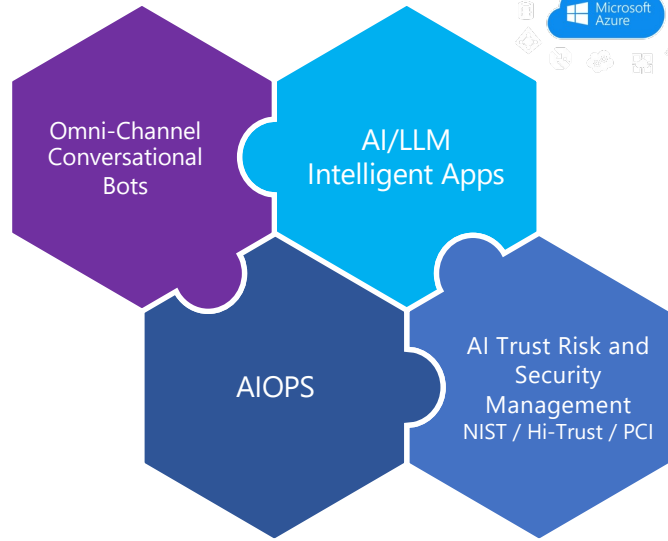 Microsoft
Azure
Omni-Channel
Conversational
Bots
AI/LLM
Intelligent Apps
AIOPS
AI Trust Risk and
Security
Management
NIST / Hi-Trust / PCI